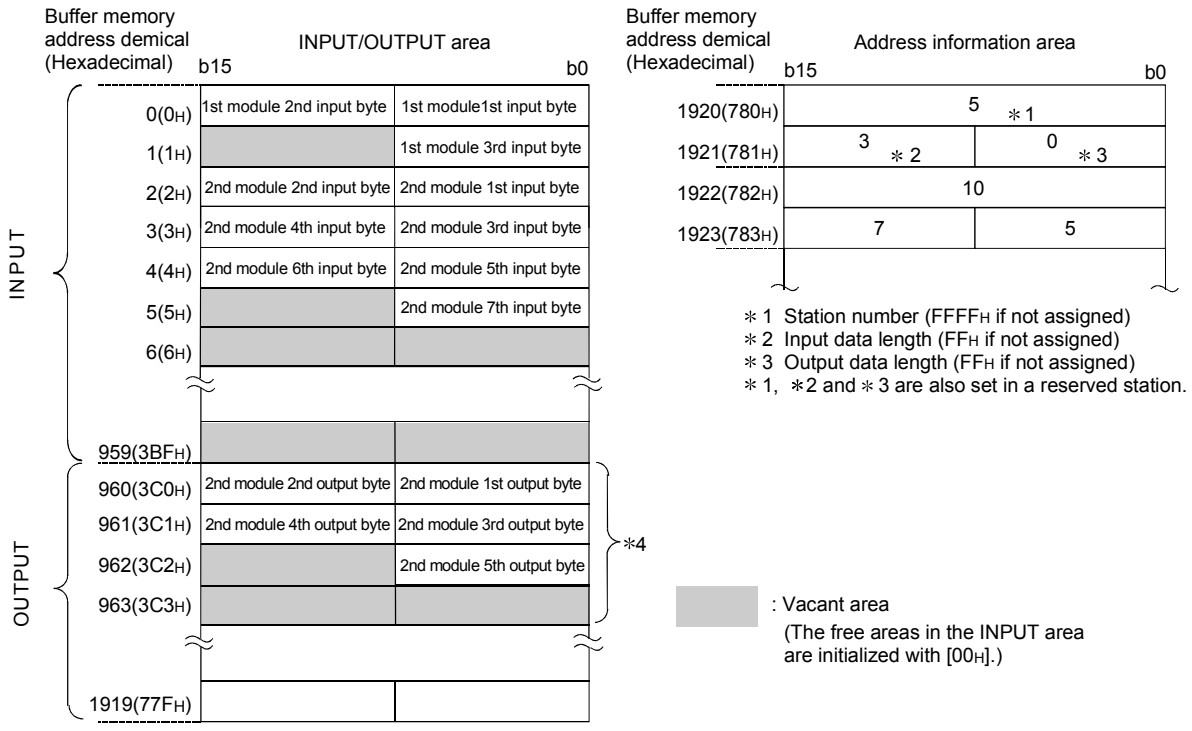 Buffer memory
address demical
(Hexadecimal)
INPUT/OUTPUT area
b15
b0
INPUT
0(0H)
1st module 2nd input byte
1st module1st input byte
1(1H)
1st module 3rd input byte
2(2H)
2nd module 2nd input byte
2nd module 1st input byte
3(3H)
2nd module 4th input byte
2nd module 3rd input byte
4(4H)
2nd module 6th input byte
2nd module 5th input byte
5(5H)
2nd module 7th input byte
6(6H)
959(3BFH)
OUTPUT
960(3C0H)
2nd module 2nd output byte
2nd module 1st output byte
961(3C1H)
2nd module 4th output byte
2nd module 3rd output byte
962(3C2H)
2nd module 5th output byte
963(3C3H)
*4
1919(77FH)
Buffer memory
address demical
(Hexadecimal)
Address information area
b15
b0
1920(780H)
5 *1
1921(781H)
3 *2
0 *3
1922(782H)
10
1923(783H)
7
5
*1 Station number (FFFFH if not assigned)
*2 Input data length (FFH if not assigned)
*3 Output data length (FFH if not assigned)
*1, *2 and *3 are also set in a reserved station.
: Vacant area
(The free areas in the INPUT area
are initialized with [00H].)